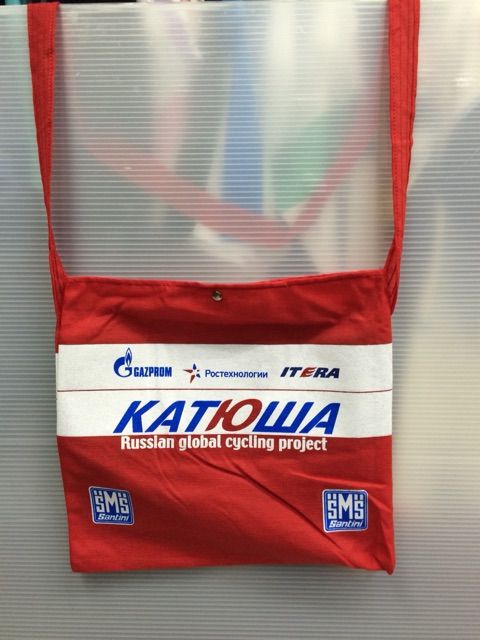 GAZPROM Ростехнологии ITERA
КАТЮША
Russian global cycling project
SMS SMS
Santini Santini